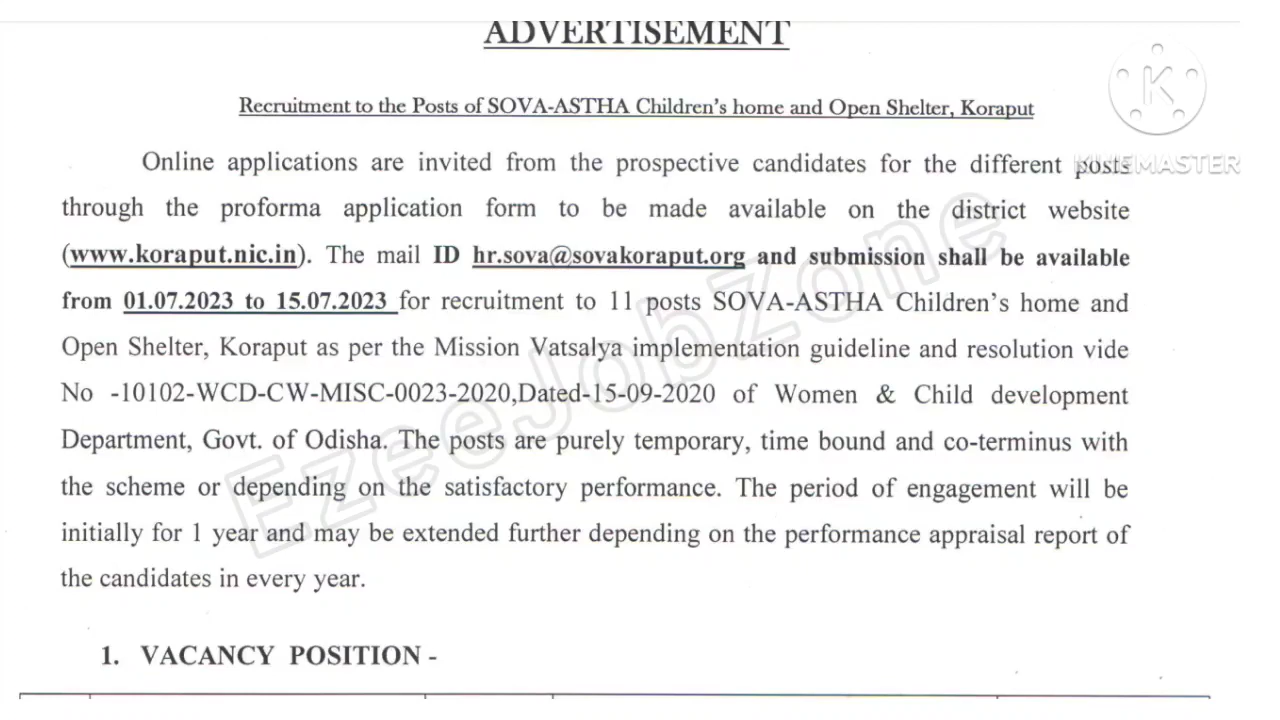 ADVERTISEMENT
Recruitment to the Posts of SOVA-ASTHA Children's home and Open Shelter, Koraput
K
KINEMASTER
Online applications are invited from the prospective candidates for the different posts
through the proforma application form to be made available on the district website
(www.koraput.nic.in). The mail ID hr.sova@sovakoraput.org and submission shall be available
from 01.07.2023 to 15.07.2023 for recruitment to 11 posts SOVA-ASTHA Children's home and
Open Shelter, Koraput as per the Mission Vatsalya implementation guideline and resolution vide
No -10102-WCD-CW-MISC-0023-2020,Dated-15-09-2020 of Women & Child development
Department, Govt. of Odisha. The posts are purely temporary, time bound and co-terminus with
the scheme or depending on the satisfactory performance. The period of engagement will be
initially for 1 year and may be extended further depending on the performance appraisal report of
the candidates in every year.
EzeeJobZone
1. VACANCY POSITION -